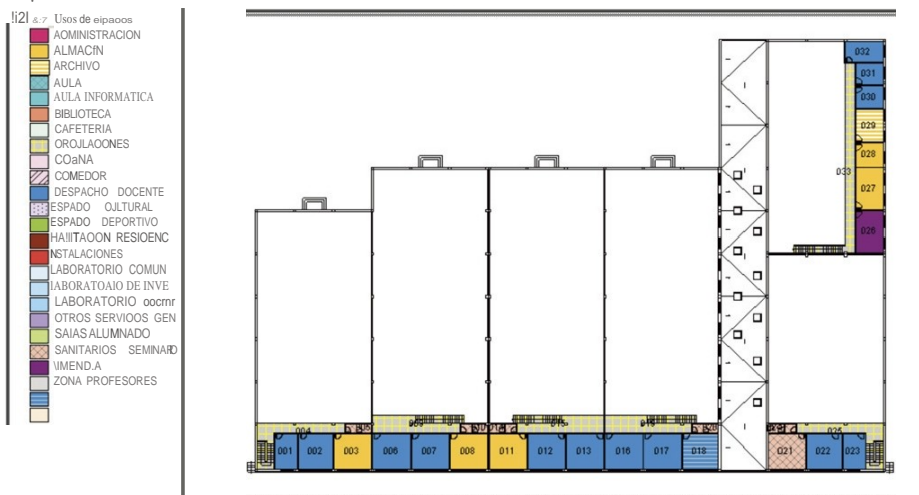 !i2I &:7 Usos de eipaoos
AOMINISTRACION
ALMACfN
ARCHIVO
AULA
AULA INFORMATICA
BIBLIOTECA
CAFETERIA
OROJLAOONES
COaNA
COMEDOR
DESPACHO DOCENTE
ESPADO OJLTURAL
ESPADO DEPORTIVO
HA!IITAOON RESIOENC
NSTALACIONES
LABORATORIO COMUN
lABORATOAIO DE INVE
LABORATORIO oocrnr
OTROS SERVIOOS GEN
SAIAS ALUMNADO
SANITARIOS SEMINARD
\IMEND.A
ZONA PROFESORES
032
031
030
029
028
033
027
026
004
015
025
001 002 003 006 007 008 011 012 013 016 017 018 021 022 023